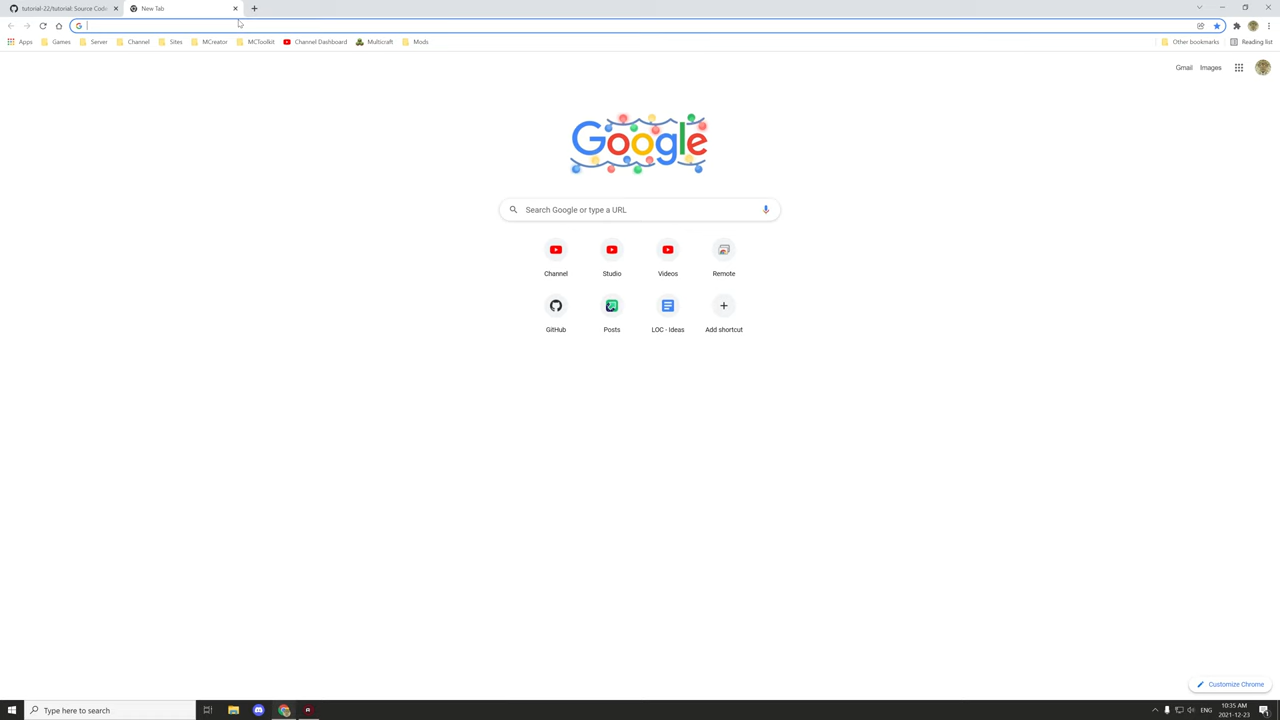 tutorial-22/tutorial: Source Code
New Tab
Apps Games Server Channel Sites MCreator MCToolkit Channel Dashboard Multicraft Mods Other bookmarks Reading list
Gmail Images
Google
Search Google or type a URL
Channel Studio Videos Remote
GitHub Posts LOC - Ideas Add shortcut
Customize Chrome
Type here to search
ENG
10:35 AM
2021-12-23